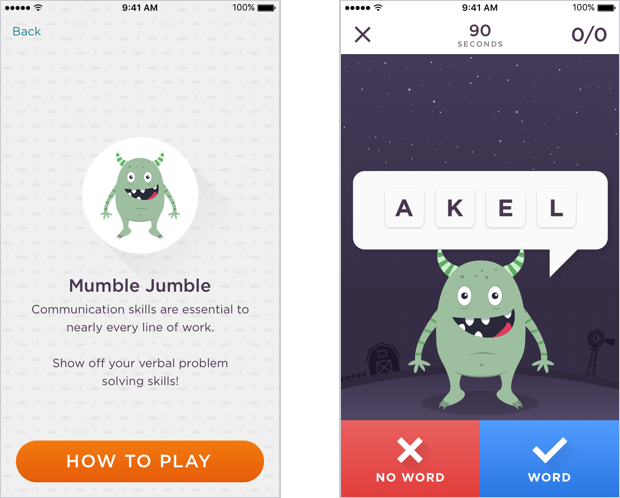 9:41 AM
100%
Back
Mumble Jumble
Communication skills are essential to
nearly every line of work.
Show off your verbal problem
solving skills!
HOW TO PLAY
9:41 AM
100%
90
SECONDS
0/0
A K E L
NO WORD
WORD